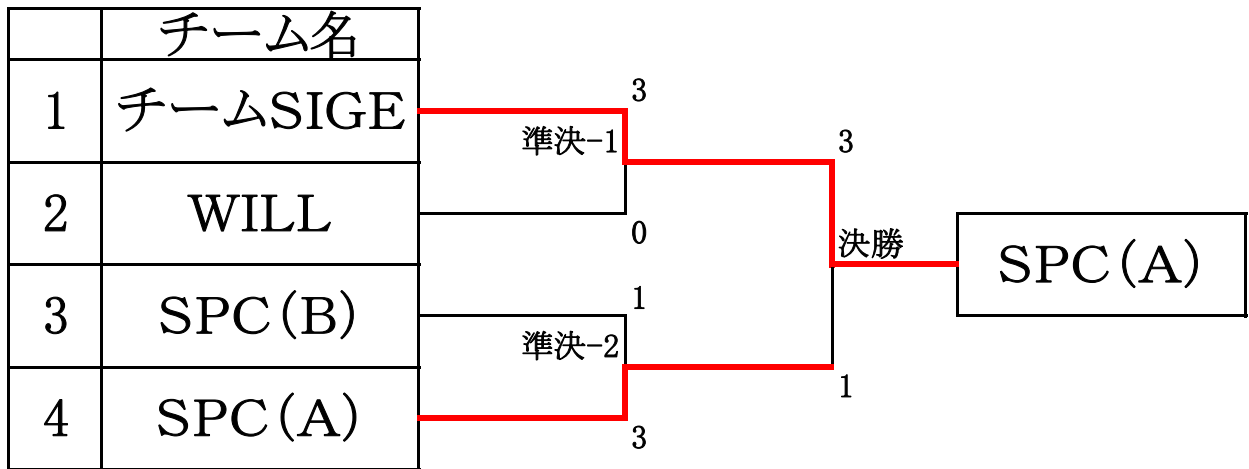 チーム名
1 チームSIGE
2 WILL
3 SPC(B)
4 SPC(A)
3
準決-1
0
1
準決-2
3
3
決勝
1
SPC(A)